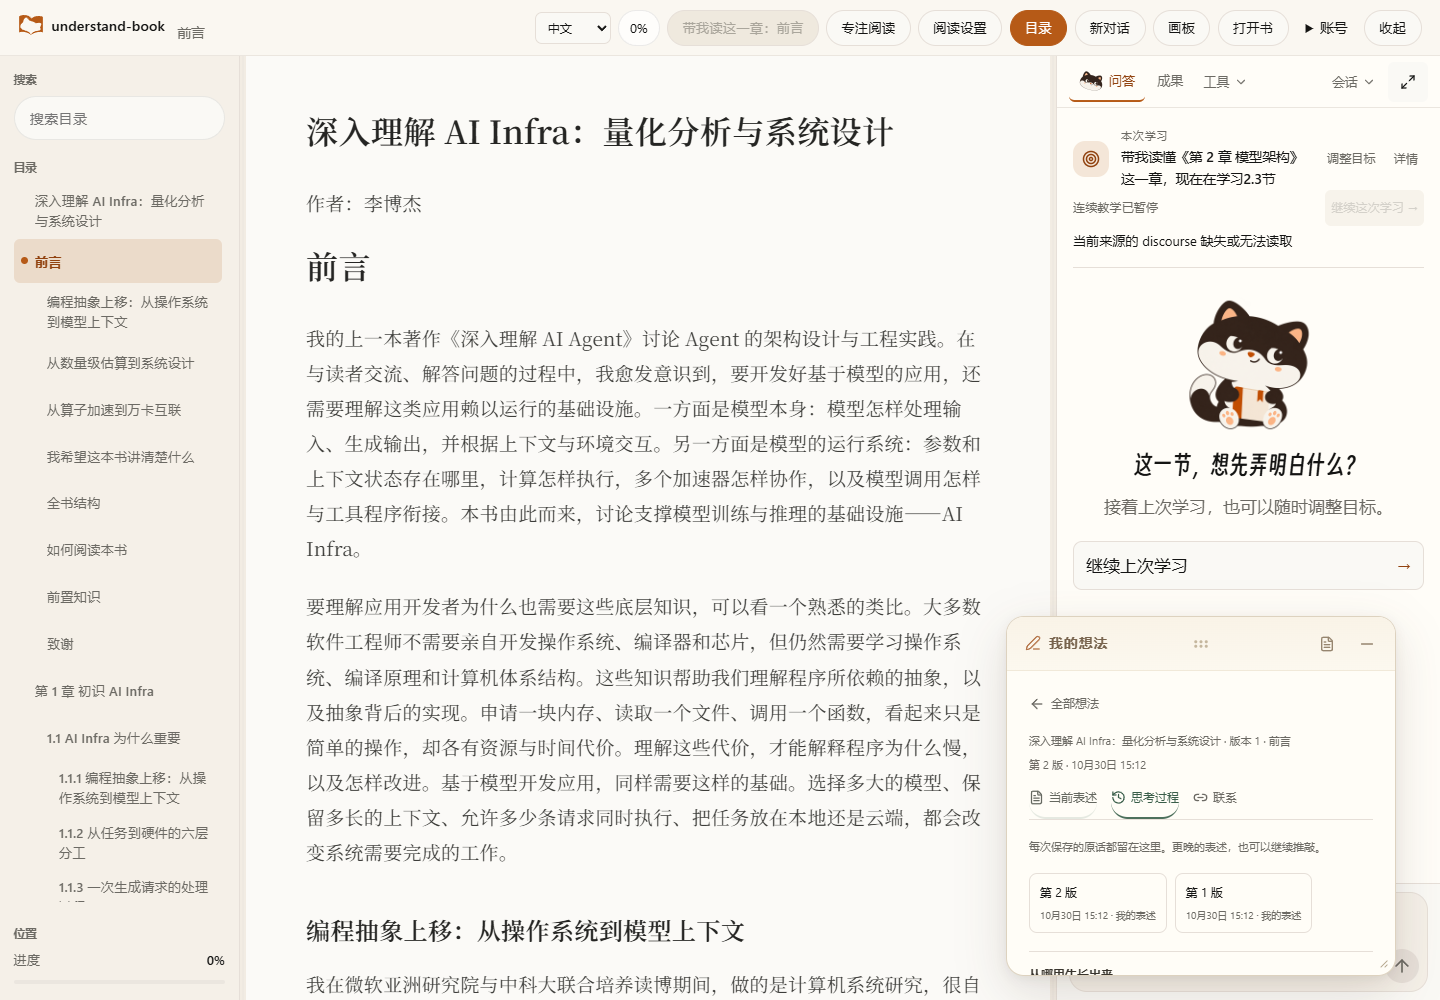 understand-book
前言
中文
0%
带我读这一章：前言
专注阅读
阅读设置
目录
新对话
画板
打开书
账号
收起
搜索
搜索目录
目录
深入理解 AI Infra：量化分析
与系统设计
前言
编程抽象上移：从操作系统
到模型上下文
从数量级估算到系统设计
从算子加速到万卡互联
我希望这本书讲清楚什么
全书结构
如何阅读本书
前置知识
致谢
第 1 章 初识 AI Infra
1.1 AI Infra 为什么重要
1.1.1 编程抽象上移：从操
作系统到模型上下文
1.1.2 从任务到硬件的六层
分工
1.1.3 一次生成请求的处理
位置
进度
0%
深入理解 AI Infra：量化分析与系统设计
作者：李博杰
前言
我的上一本著作《深入理解 AI Agent》讨论 Agent 的架构设计与工程实践。在
与读者交流、解答问题的过程中，我愈发意识到，要开发好基于模型的应用，还
需要理解这类应用赖以运行的基础设施。一方面是模型本身：模型怎样处理输
入、生成输出，并根据上下文与环境交互。另一方面是模型的运行系统：参数和
上下文状态存在哪里，计算怎样执行，多个加速器怎样协作，以及模型调用怎样
与工具程序衔接。本书由此而来，讨论支撑模型训练与推理的基础设施——AI
Infra。
要理解应用开发者为什么也需要这些底层知识，可以看一个熟悉的类比。大多数
软件工程师不需要亲自开发操作系统、编译器和芯片，但仍然需要学习操作系
统、编译原理和计算机体系结构。这些知识帮助我们理解程序所依赖的抽象，以
及抽象背后的实现。申请一块内存、读取一个文件、调用一个函数，看起来只是
简单的操作，却各有资源与时间代价。理解这些代价，才能解释程序为什么慢，
以及怎样改进。基于模型开发应用，同样需要这样的基础。选择多大的模型、保
留多长的上下文、允许多少条请求同时执行、把任务放在本地还是云端，都会改
变系统需要完成的工作。
编程抽象上移：从操作系统到模型上下文
我在微软亚洲研究院与中科大联合培养读博期间，做的是计算机系统研究，很自
问答
成果
工具
会话
本次学习
带我读懂《第 2 章 模型架构》
这一章，现在在学习2.3节
调整目标
详情
连续教学已暂停
继续这次学习 →
当前来源的 discourse 缺失或无法读取
这一节，想先弄明白什么？
接着上次学习，也可以随时调整目标。
继续上次学习 →
我的想法
全部想法
深入理解 AI Infra：量化分析与系统设计 · 版本 1 · 前言
第 2 版 · 10月30日 15:12
当前表述
思考过程
联系
每次保存的原话都留在这里。更晚的表述，也可以继续推敲。
第 2 版
10月30日 15:12 · 我的表述
第 1 版
10月30日 15:12 · 我的表述
从哪里生长出来